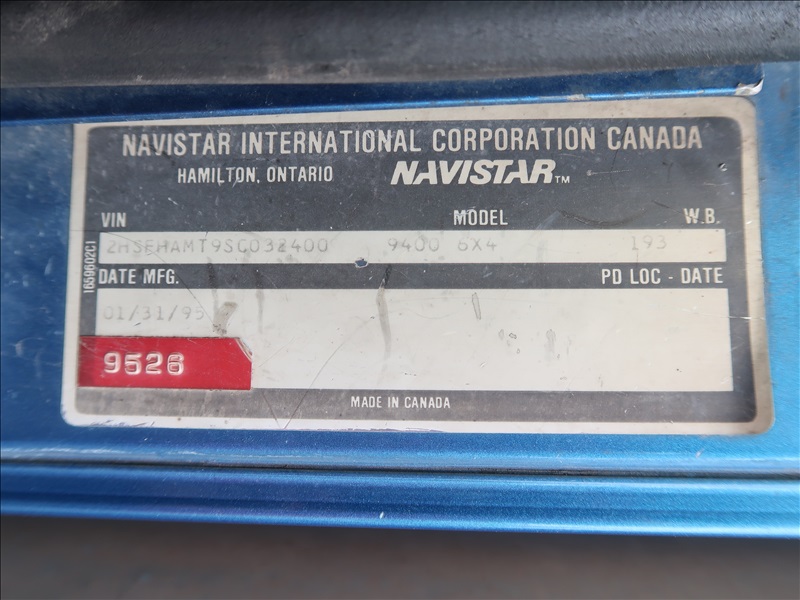 NAVISTAR INTERNATIONAL CORPORATION CANADA
HAMILTON, ONTARIO NAVISTAR™
VIN MODEL W.B.
2HSFHAMT9SC032400 9400 6X4 193
1659602C1
DATE MFG. PD LOC - DATE
01/31/95
9526
MADE IN CANADA